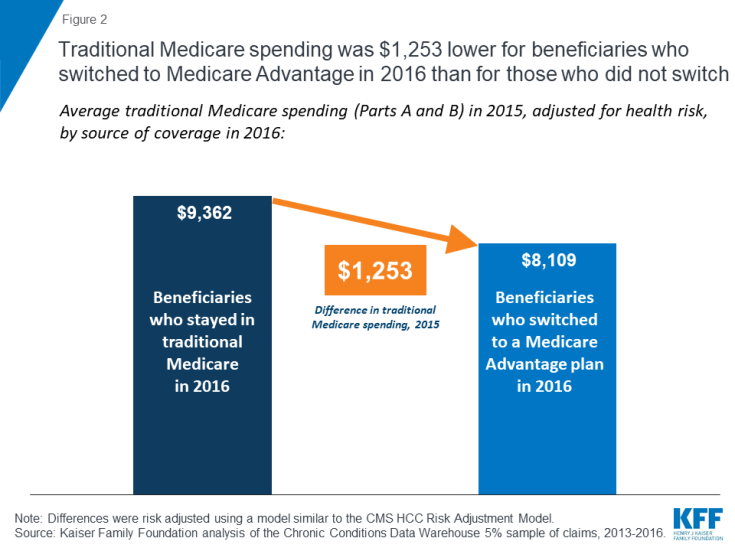 Figure 2
Traditional Medicare spending was $1,253 lower for beneficiaries who
switched to Medicare Advantage in 2016 than for those who did not switch
Average traditional Medicare spending (Parts A and B) in 2015, adjusted for health risk,
by source of coverage in 2016:
$9,362
Beneficiaries
who stayed in
traditional
Medicare
in 2016
$1,253
Difference in traditional
Medicare spending, 2015
$8,109
Beneficiaries
who switched
to a Medicare
Advantage plan
in 2016
Note: Differences were risk adjusted using a model similar to the CMS HCC Risk Adjustment Model.
Source: Kaiser Family Foundation analysis of the Chronic Conditions Data Warehouse 5% sample of claims, 2013-2016.
KFF
HENRY J KAISER
FAMILY FOUNDATION